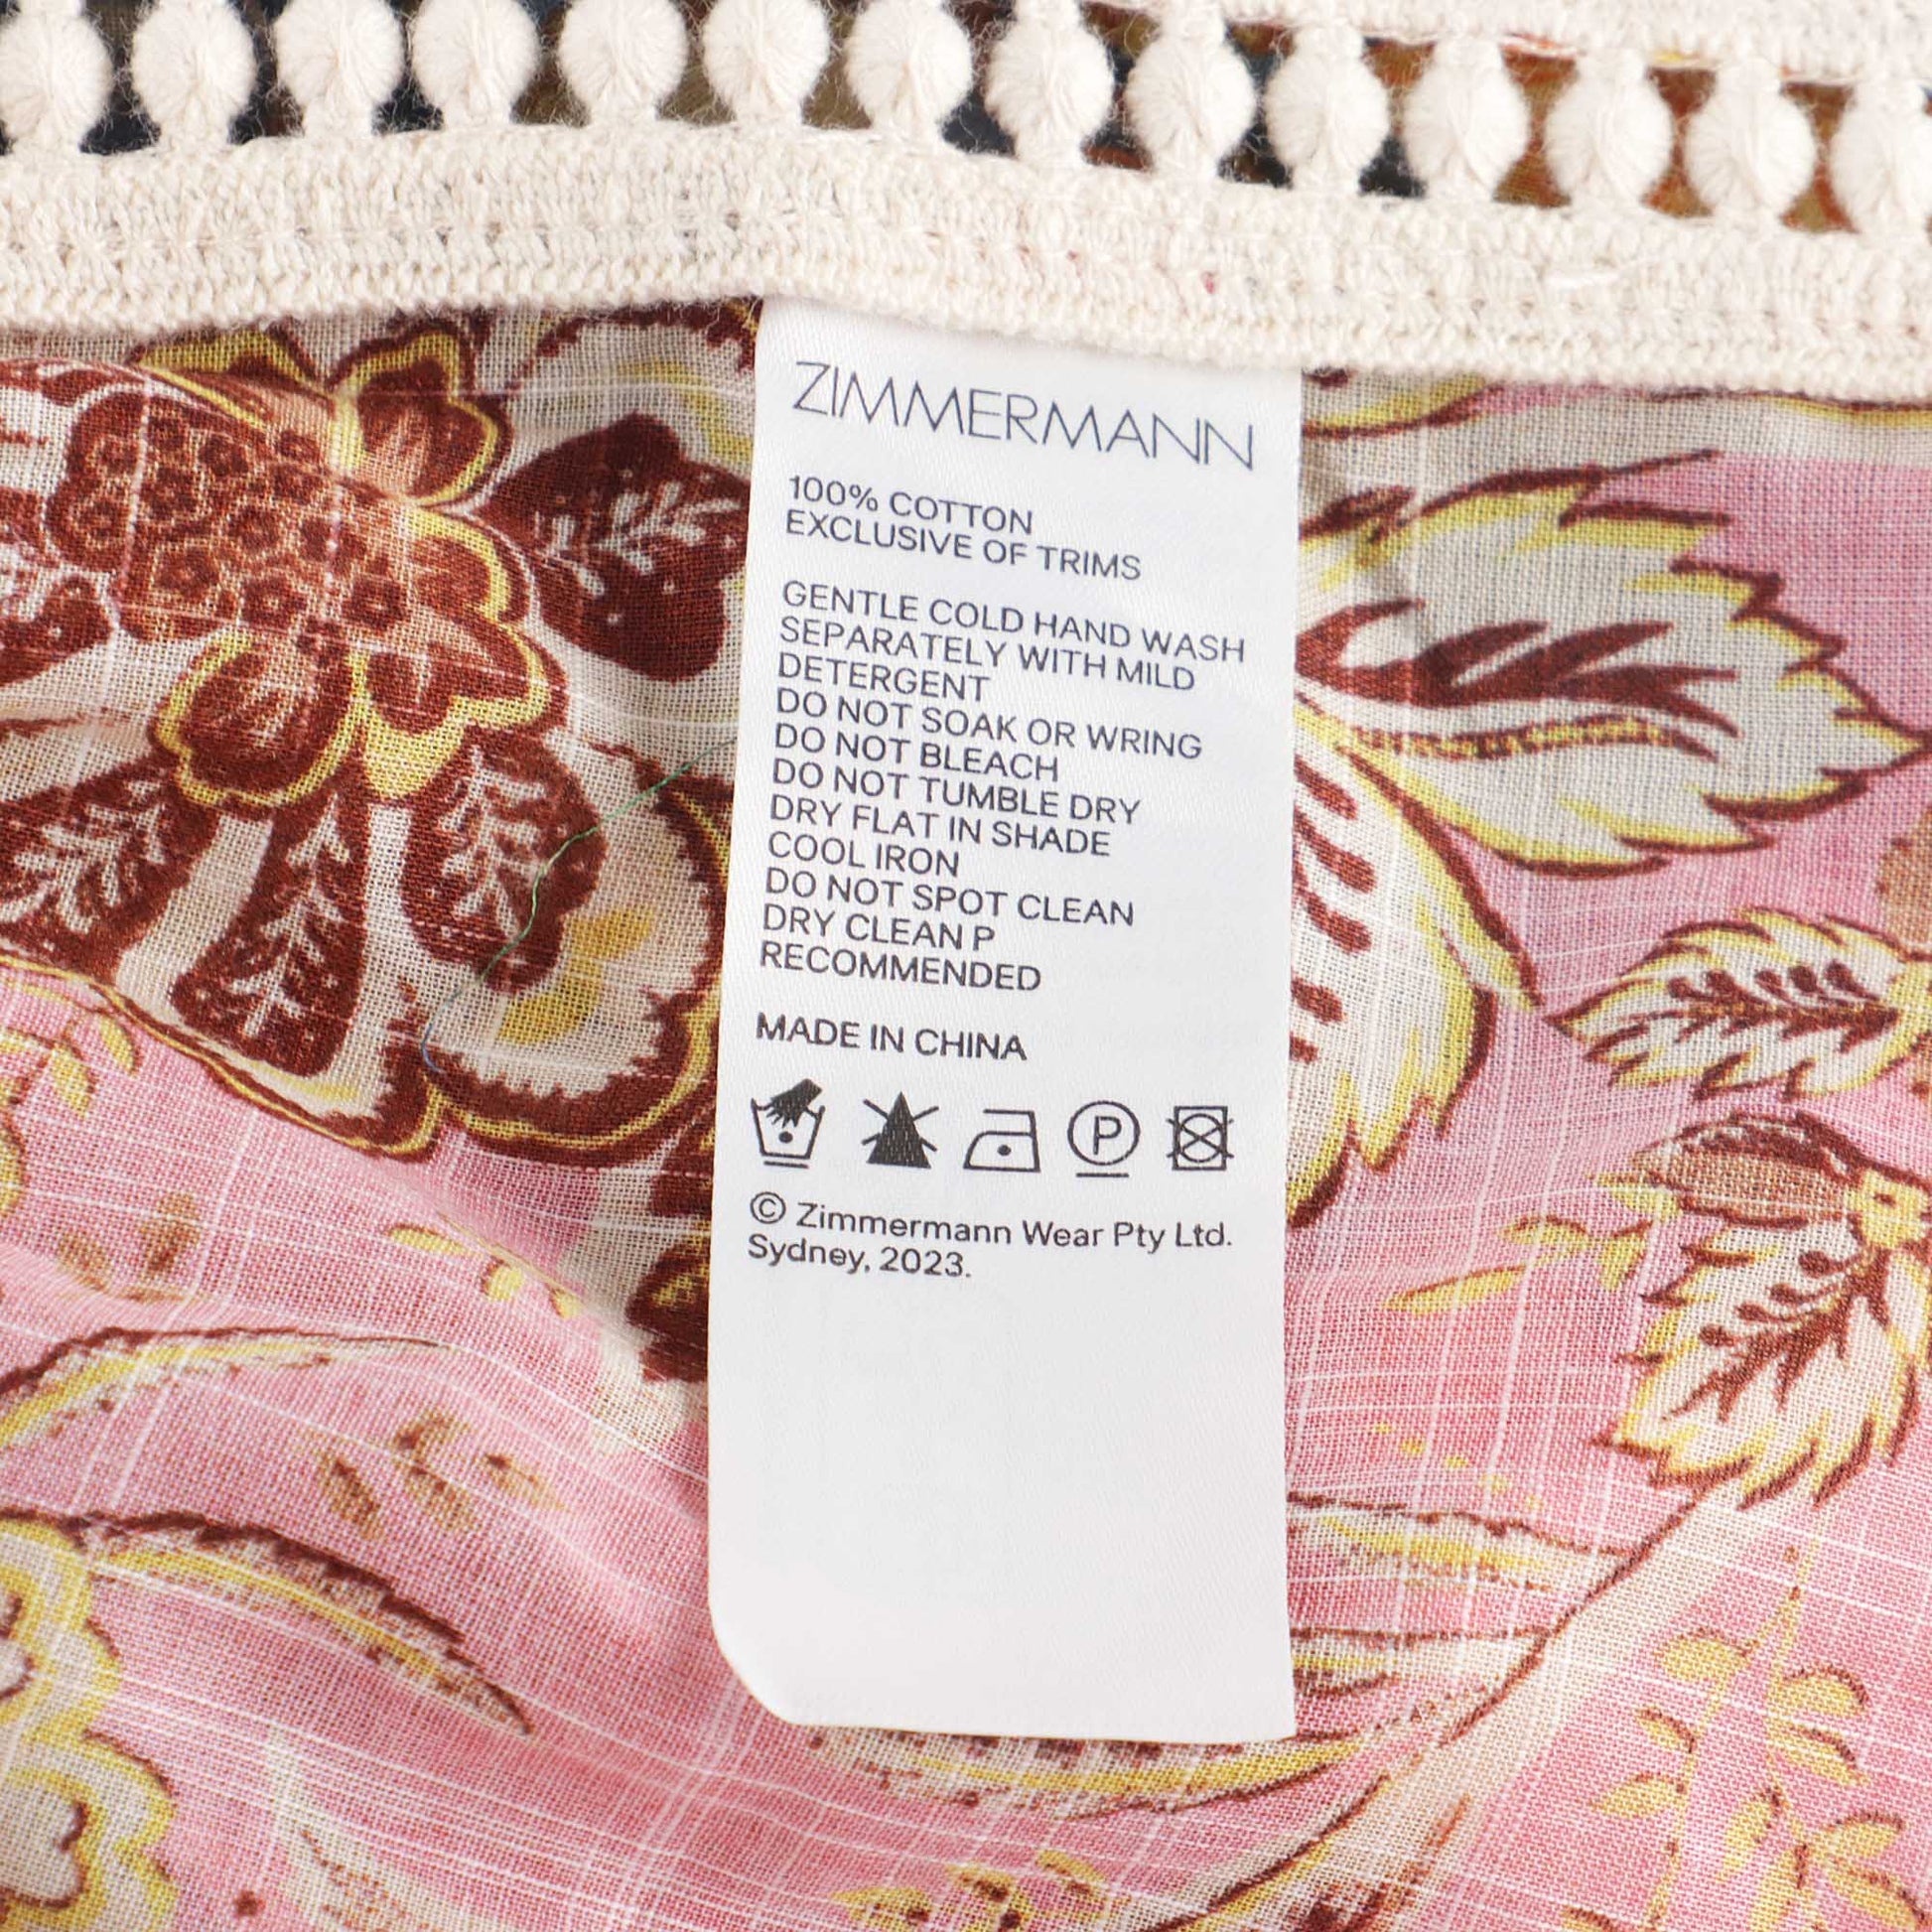 ZIMMERMANN
100% COTTON
EXCLUSIVE OF TRIMS
GENTLE COLD HAND WASH
SEPARATELY WITH MILD
DETERGENT
DO NOT SOAK OR WRING
DO NOT BLEACH
DO NOT TUMBLE DRY
DRY FLAT IN SHADE
COOL IRON
DO NOT SPOT CLEAN
DRY CLEAN P
RECOMMENDED
MADE IN CHINA
P
© Zimmermann Wear Pty Ltd.
Sydney, 2023.